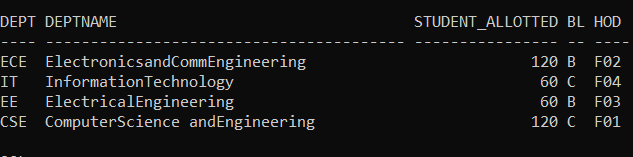 DEPT DEPTNAME                                 STUDENT_ALLOTTED BL HOD
---- ---------------------------------------- ---------------- -- ----
ECE  ElectronicsandCommEngineering                         120 B  F02
IT   InformationTechnology                                  60 C  F04
EE   ElectricalEngineering                                  60 B  F03
CSE  ComputerScience andEngineering                        120 C  F01